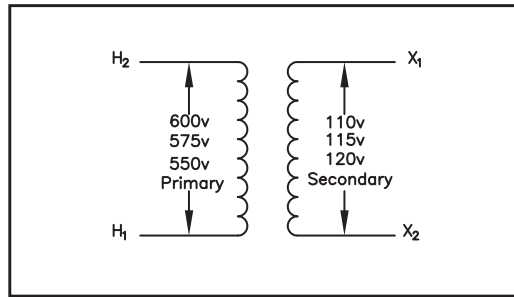 H₂
X₁
600v
575v
550v
Primary
110v
115v
120v
Secondary
H₁
X₂